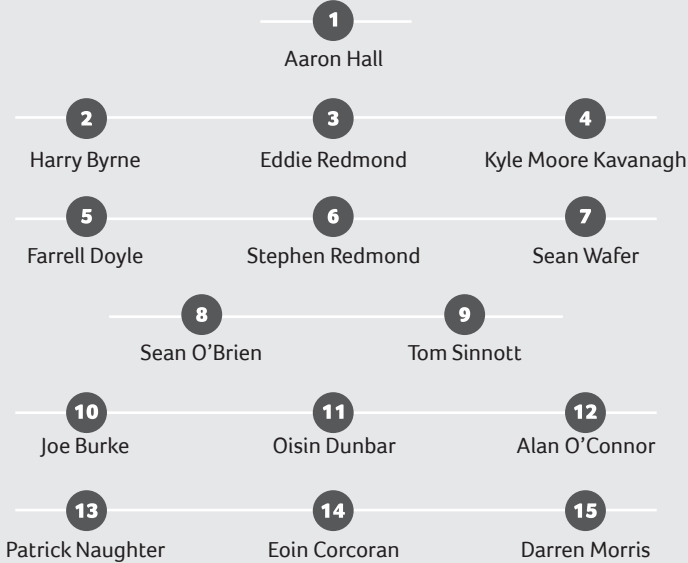 1
Aaron Hall
2 3 4
Harry Byrne Eddie Redmond Kyle Moore Kavanagh
5 6 7
Farrell Doyle Stephen Redmond Sean Wafer
8 9
Sean O’Brien Tom Sinnott
10 11 12
Joe Burke Oisin Dunbar Alan O’Connor
13 14 15
Patrick Naughter Eoin Corcoran Darren Morris